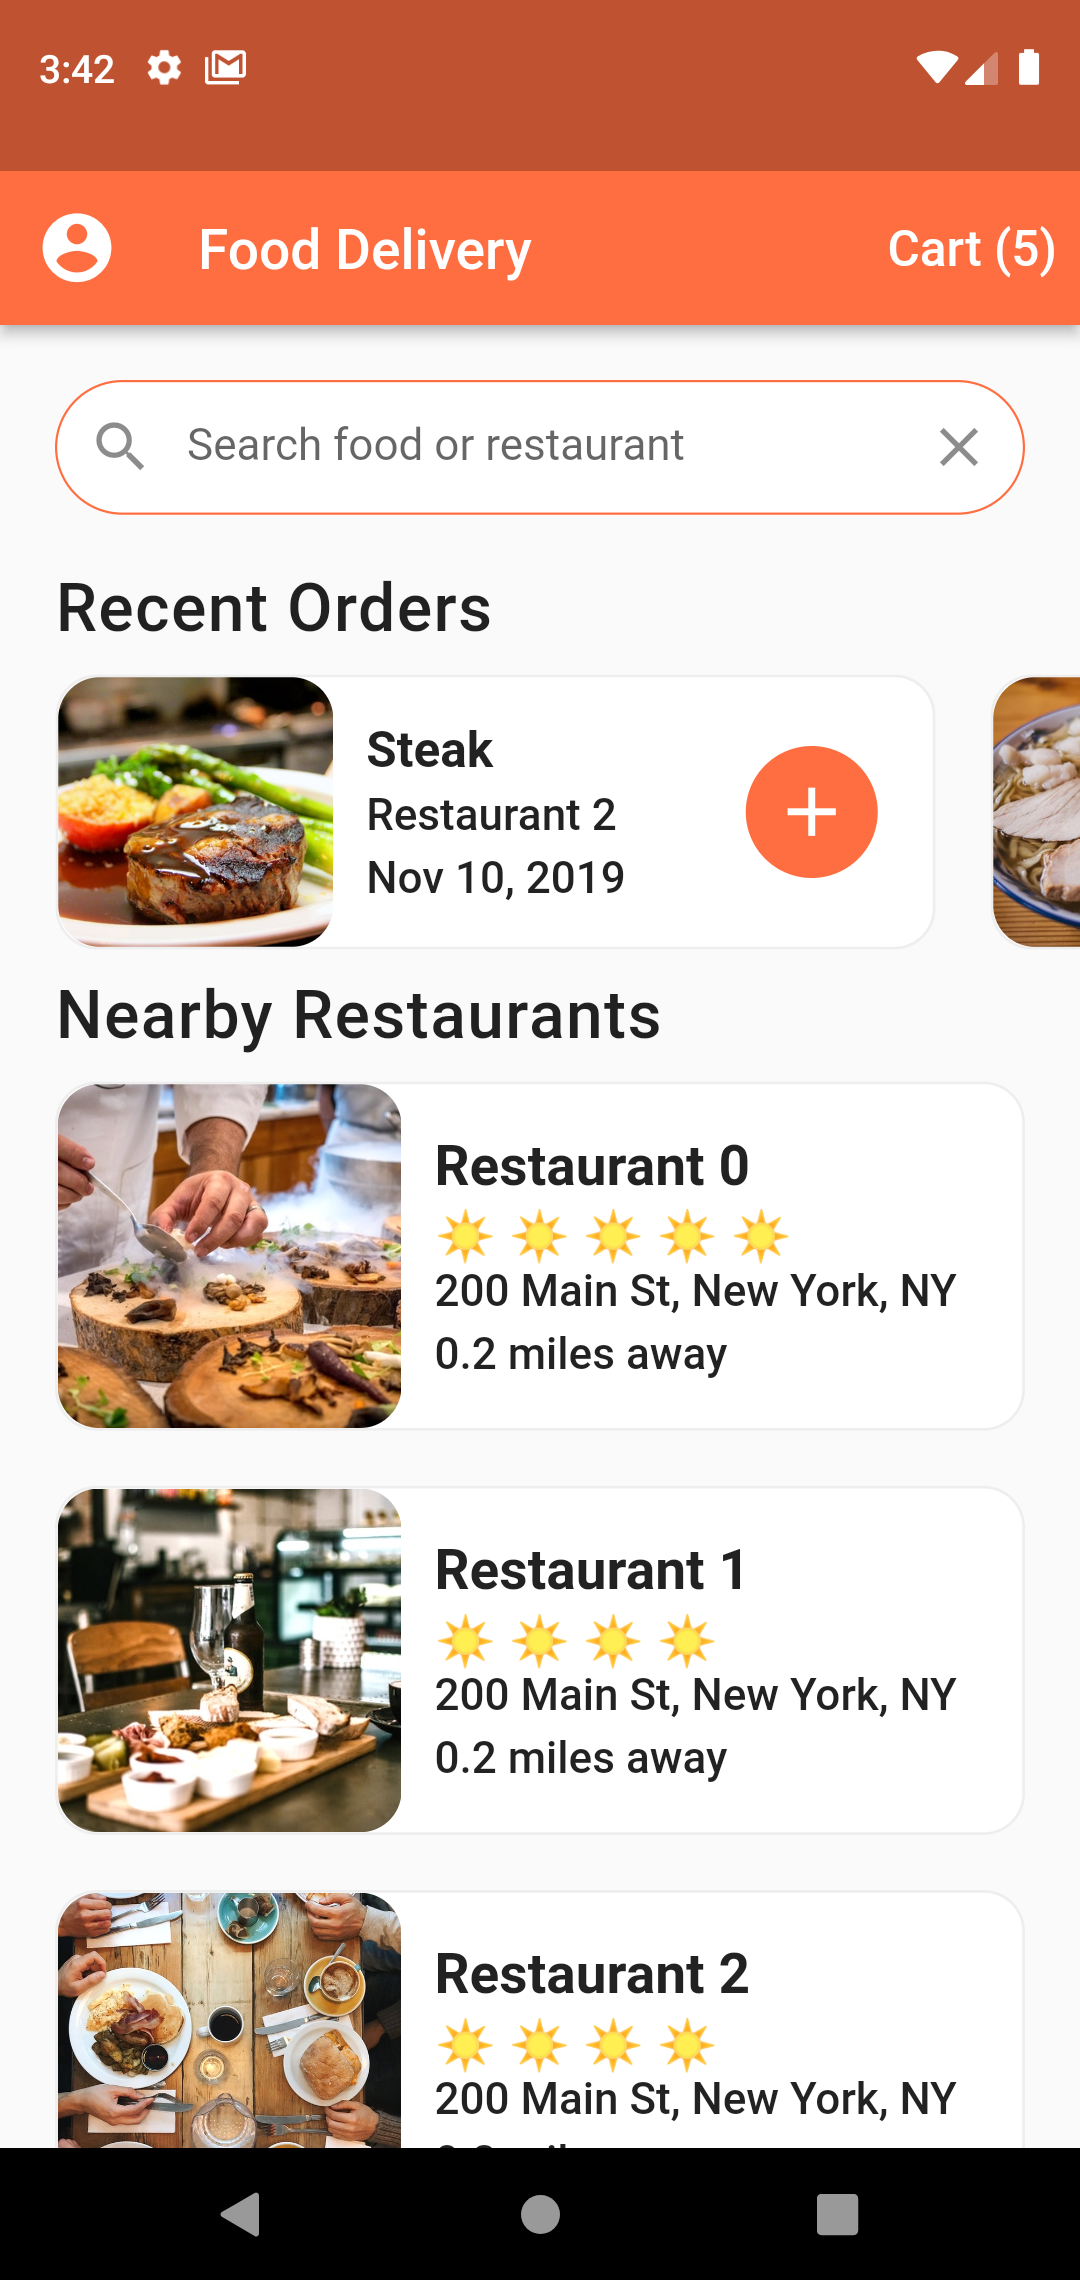 3:42
Food Delivery
Cart (5)
Search food or restaurant
Recent Orders
Steak
Restaurant 2
Nov 10, 2019
Nearby Restaurants
Restaurant 0
200 Main St, New York, NY
0.2 miles away
Restaurant 1
200 Main St, New York, NY
0.2 miles away
Restaurant 2
200 Main St, New York, NY